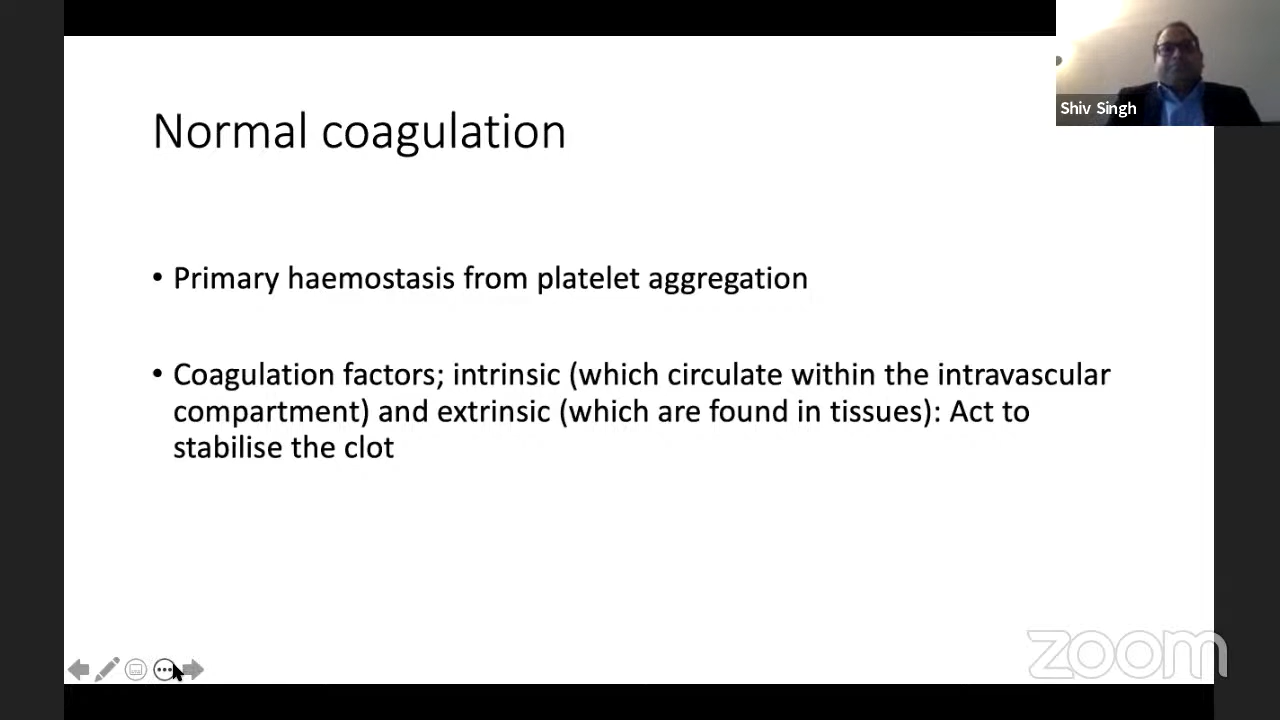 Shiv Singh
Normal coagulation
• Primary haemostasis from platelet aggregation
• Coagulation factors; intrinsic (which circulate within the intravascular
compartment) and extrinsic (which are found in tissues): Act to
stabilise the clot
zoom